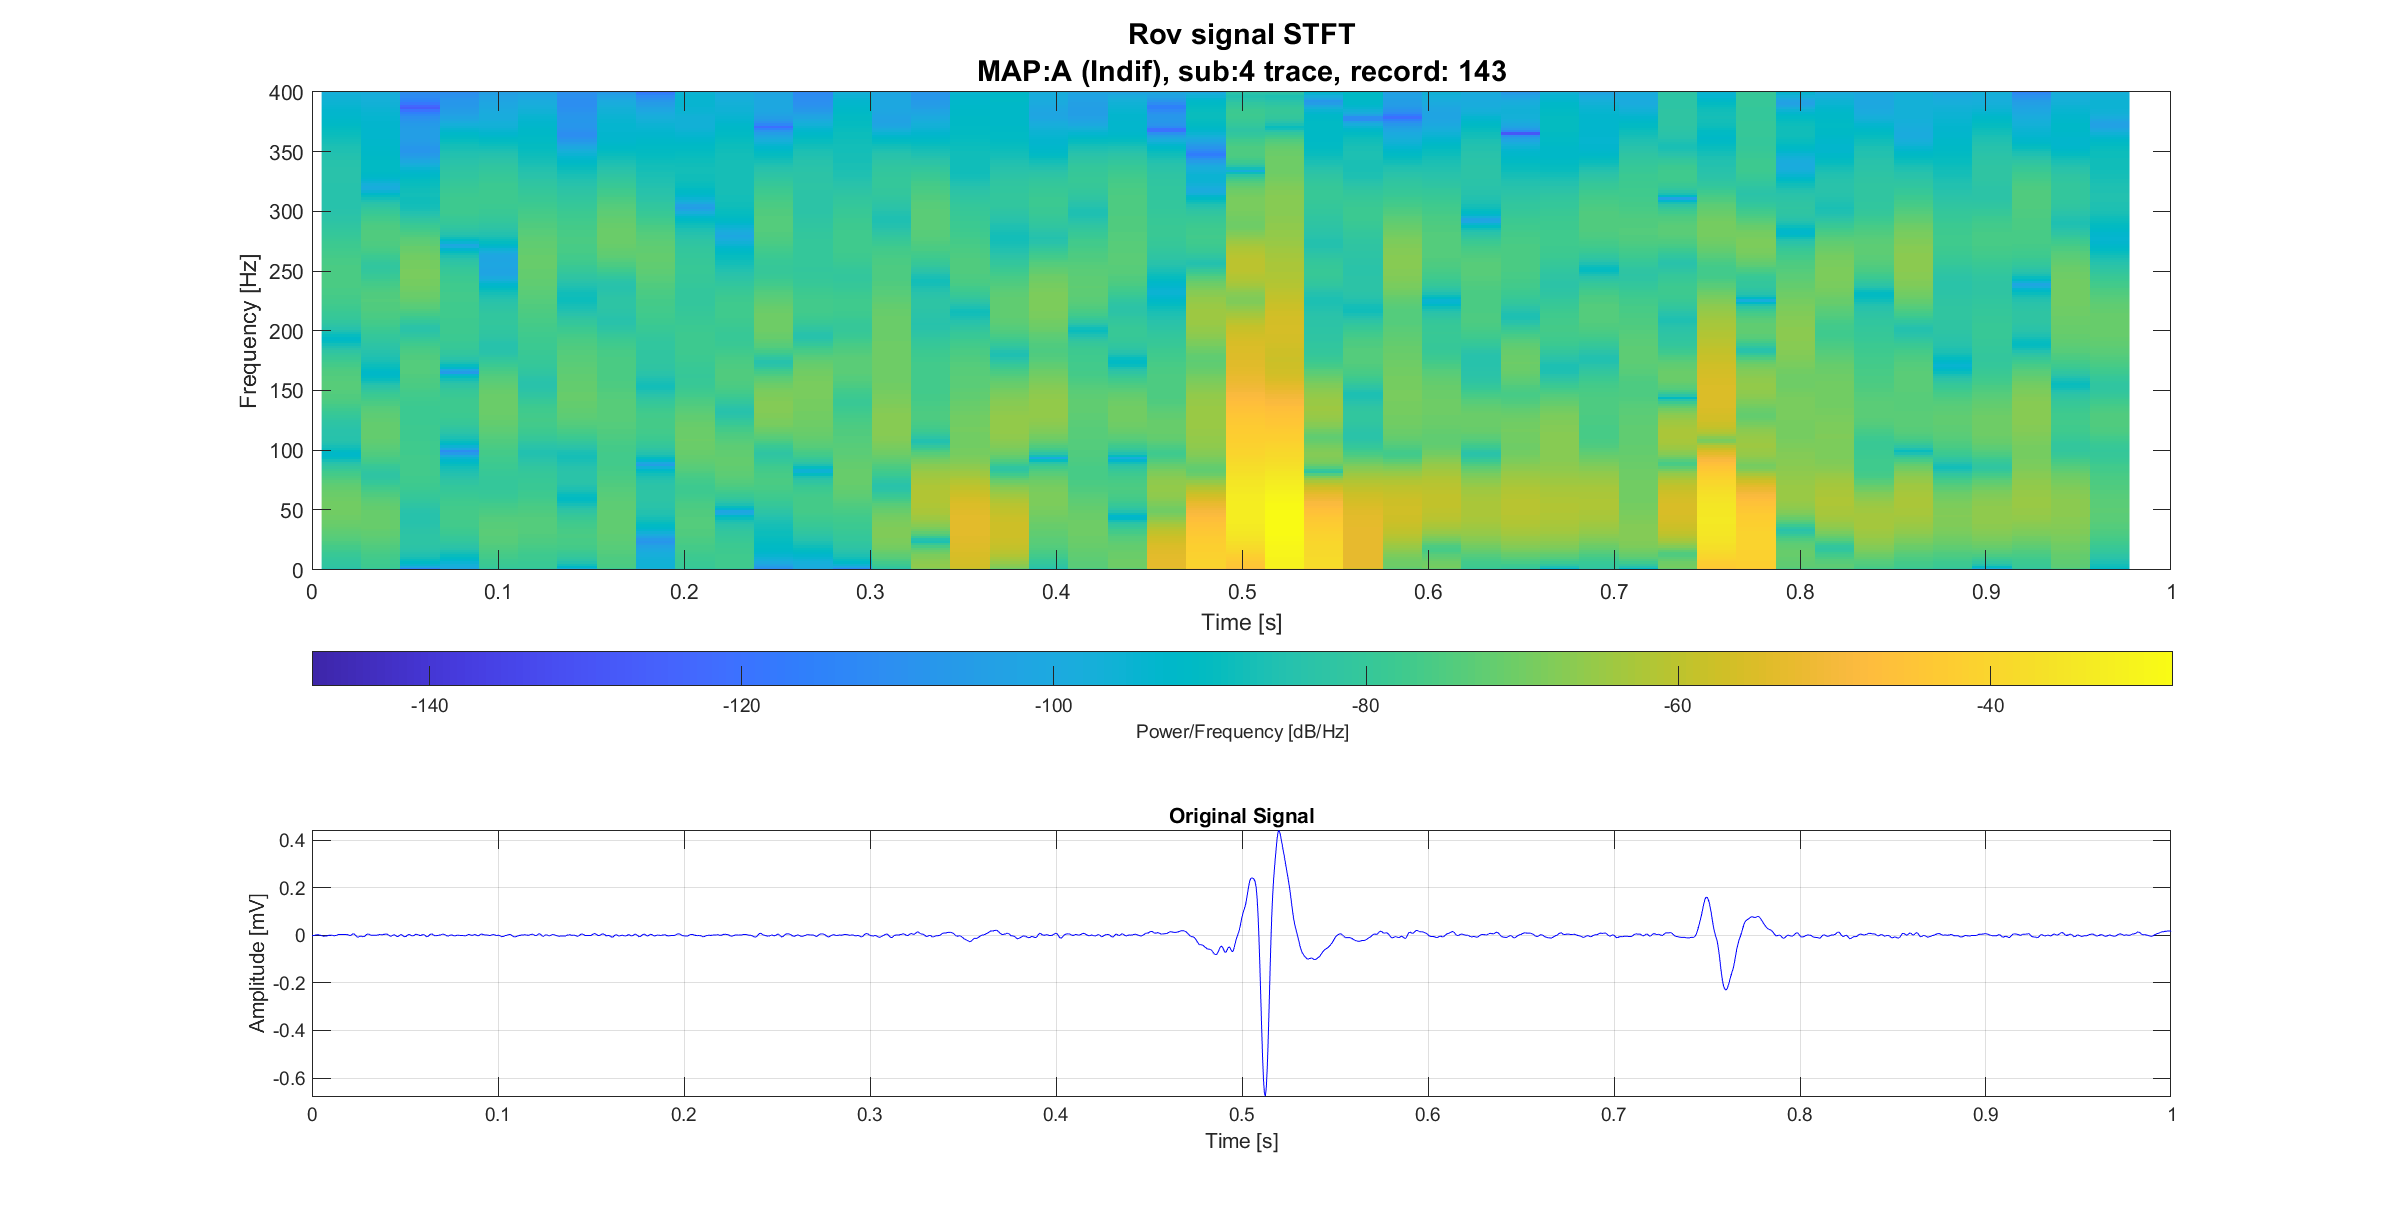 Rov signal STFT
MAP:A (Indif), sub:4 trace, record: 143
400
350
300
250
200
150
100
50
0
Frequency [Hz]
0 0.1 0.2 0.3 0.4 0.5 0.6 0.7 0.8 0.9 1
Time [s]
-140 -120 -100 -80 -60 -40
Power/Frequency [dB/Hz]
Original Signal
0.4
0.2
0
-0.2
-0.4
-0.6
Amplitude [mV]
0 0.1 0.2 0.3 0.4 0.5 0.6 0.7 0.8 0.9 1
Time [s]